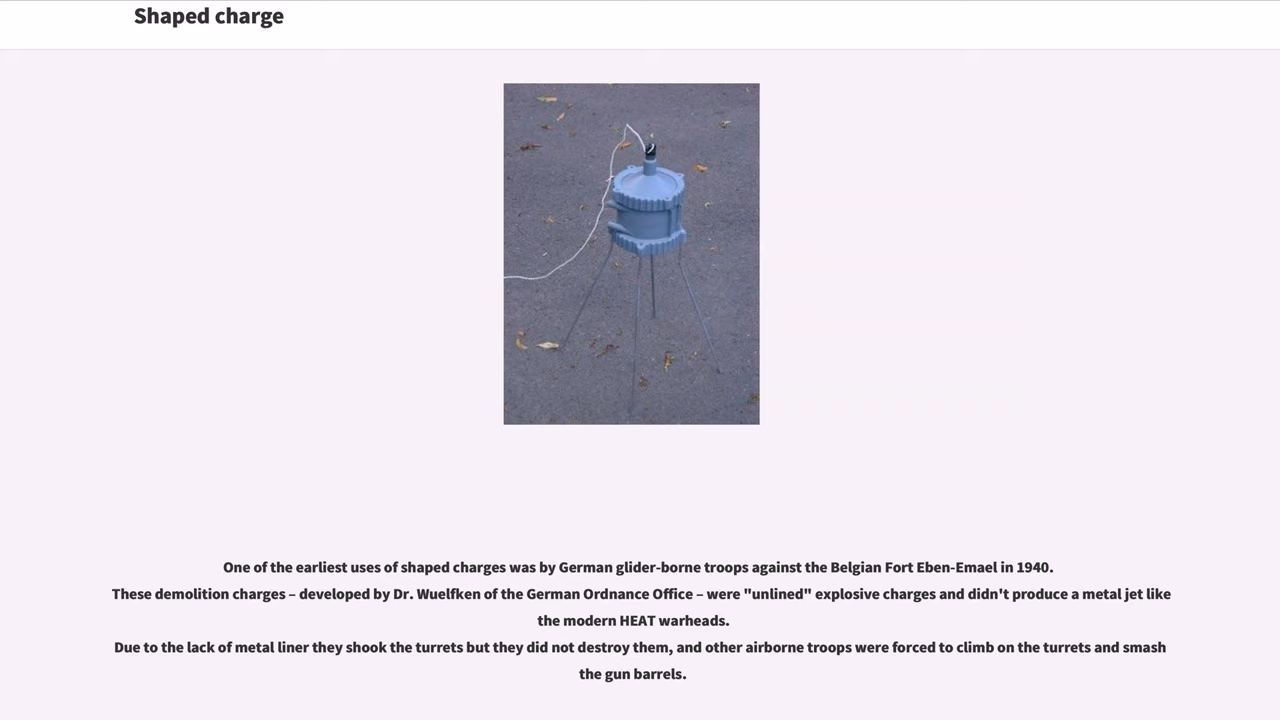 Shaped charge
One of the earliest uses of shaped charges was by German glider-borne troops against the Belgian Fort Eben-Emael in 1940.
These demolition charges – developed by Dr. Wuelfken of the German Ordnance Office – were "unlined" explosive charges and didn't produce a metal jet like
the modern HEAT warheads.
Due to the lack of metal liner they shook the turrets but they did not destroy them, and other airborne troops were forced to climb on the turrets and smash
the gun barrels.